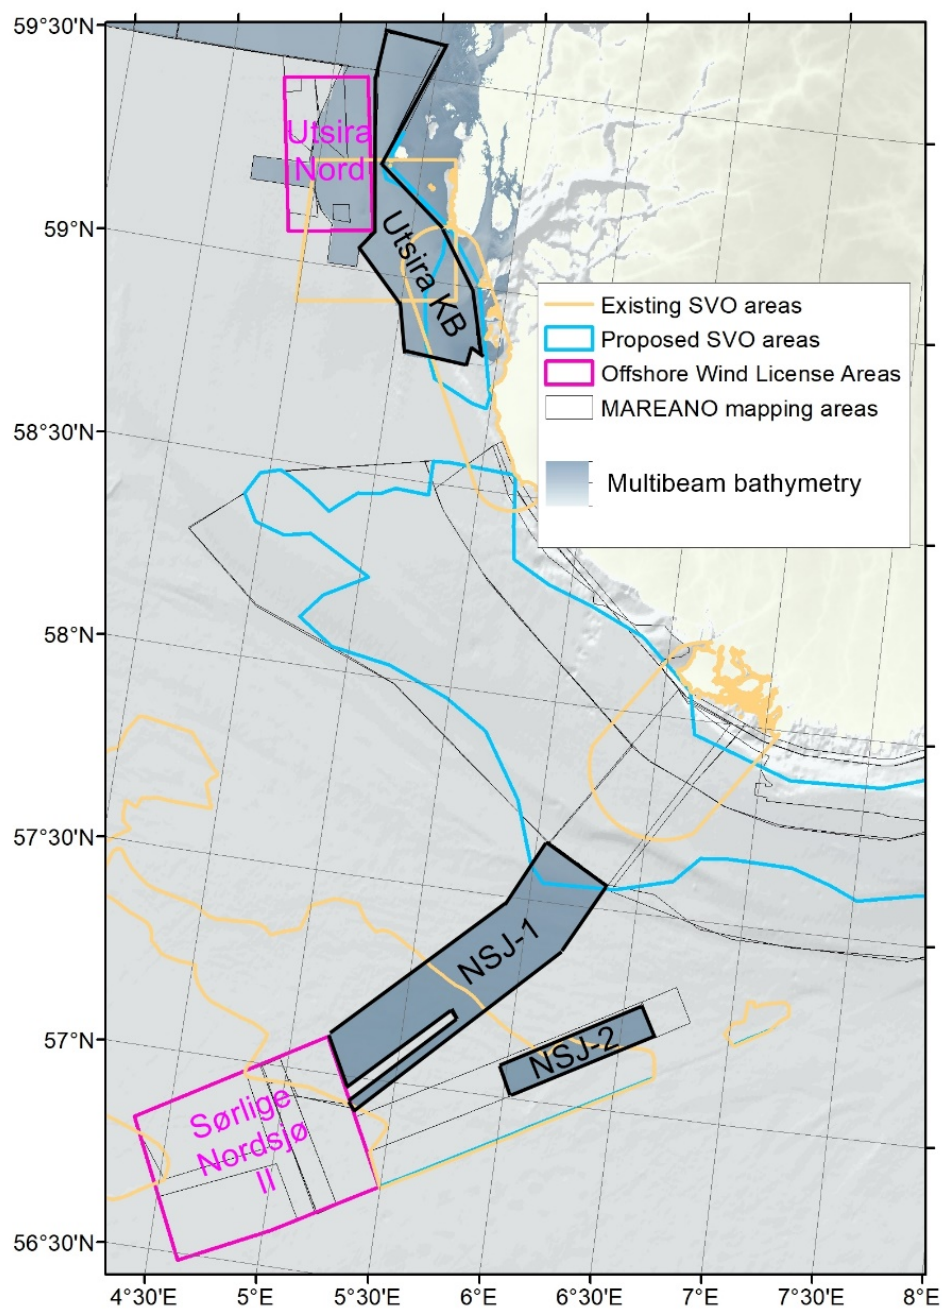 59°30'N
Utsira
Nord
59°N
Utsira KB
Existing SVO areas
Proposed SVO areas
Offshore Wind License Areas
MAREANO mapping areas
Multibeam bathymetry
58°30'N
58°N
57°30'N
NSJ-1
57°N
NSJ-2
Sørlige
Nordsjø
II
56°30'N
4°30'E
5°E
5°30'E
6°E
6°30'E
7°E
7°30'E
8°E